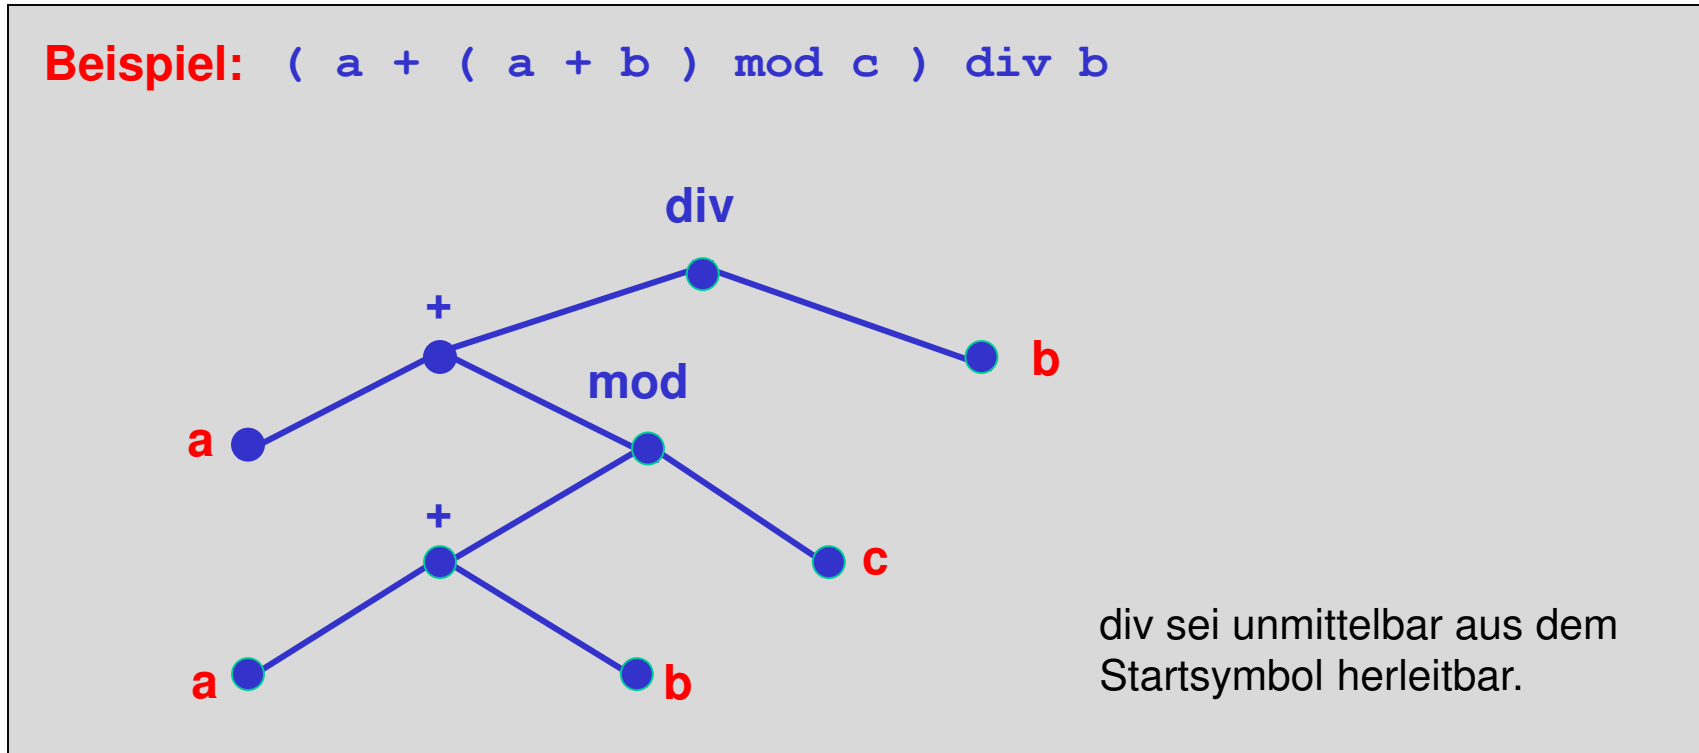 Beispiel: ( a + ( a + b ) mod c ) div b
div
+
b
mod
a
+
c
div sei unmittelbar aus dem
Startsymbol herleitbar.
a
b